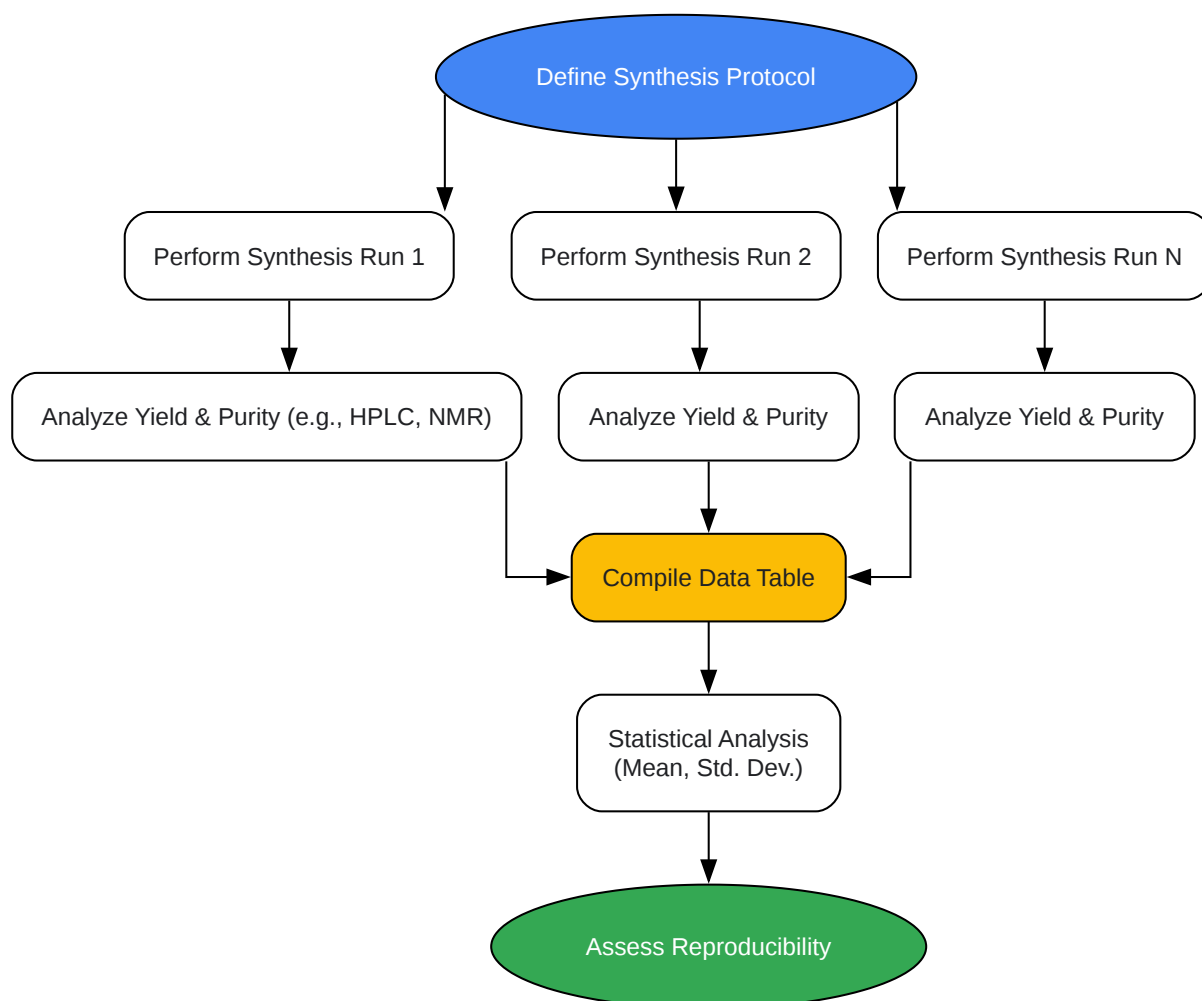 Define Synthesis Protocol
Perform Synthesis Run 1
Perform Synthesis Run 2
Perform Synthesis Run N
Analyze Yield & Purity (e.g., HPLC, NMR)
Analyze Yield & Purity
Analyze Yield & Purity
Compile Data Table
Statistical Analysis
(Mean, Std. Dev.)
Assess Reproducibility